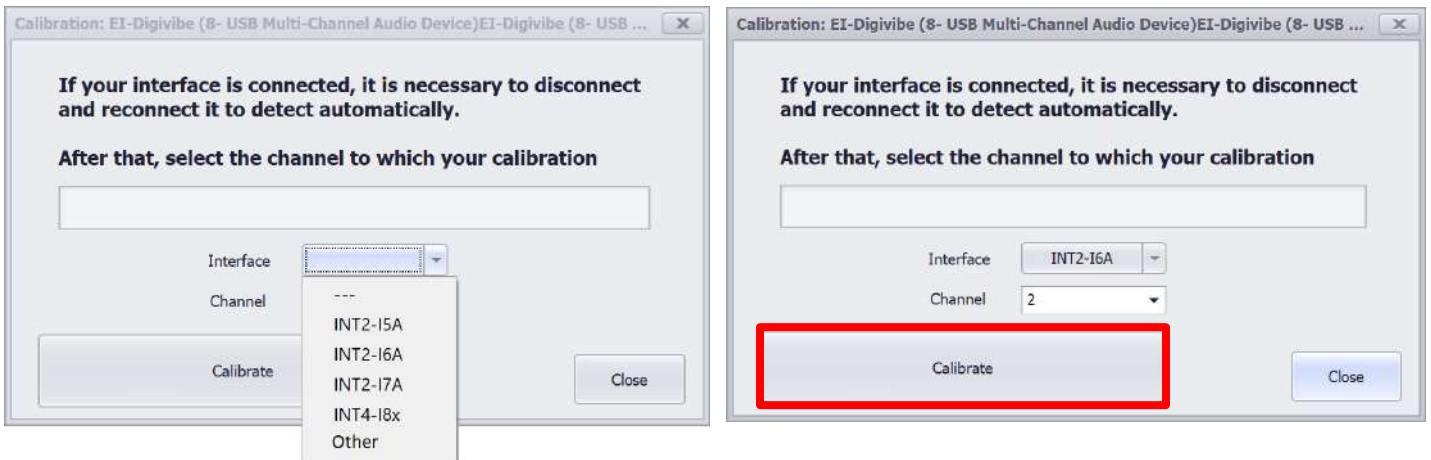 Calibration: EI-Digivibe (8- USB Multi-Channel Audio Device)EI-Digivibe (8- USB ...
If your interface is connected, it is necessary to disconnect
and reconnect it to detect automatically.
After that, select the channel to which your calibration
Interface
Channel
---
INT2-I5A
INT2-I6A
INT2-I7A
INT4-I8x
Other
Calibrate
Close
Calibration: EI-Digivibe (8- USB Multi-Channel Audio Device)EI-Digivibe (8- USB ...
If your interface is connected, it is necessary to disconnect
and reconnect it to detect automatically.
After that, select the channel to which your calibration
Interface INT2-I6A
Channel 2
Calibrate
Close